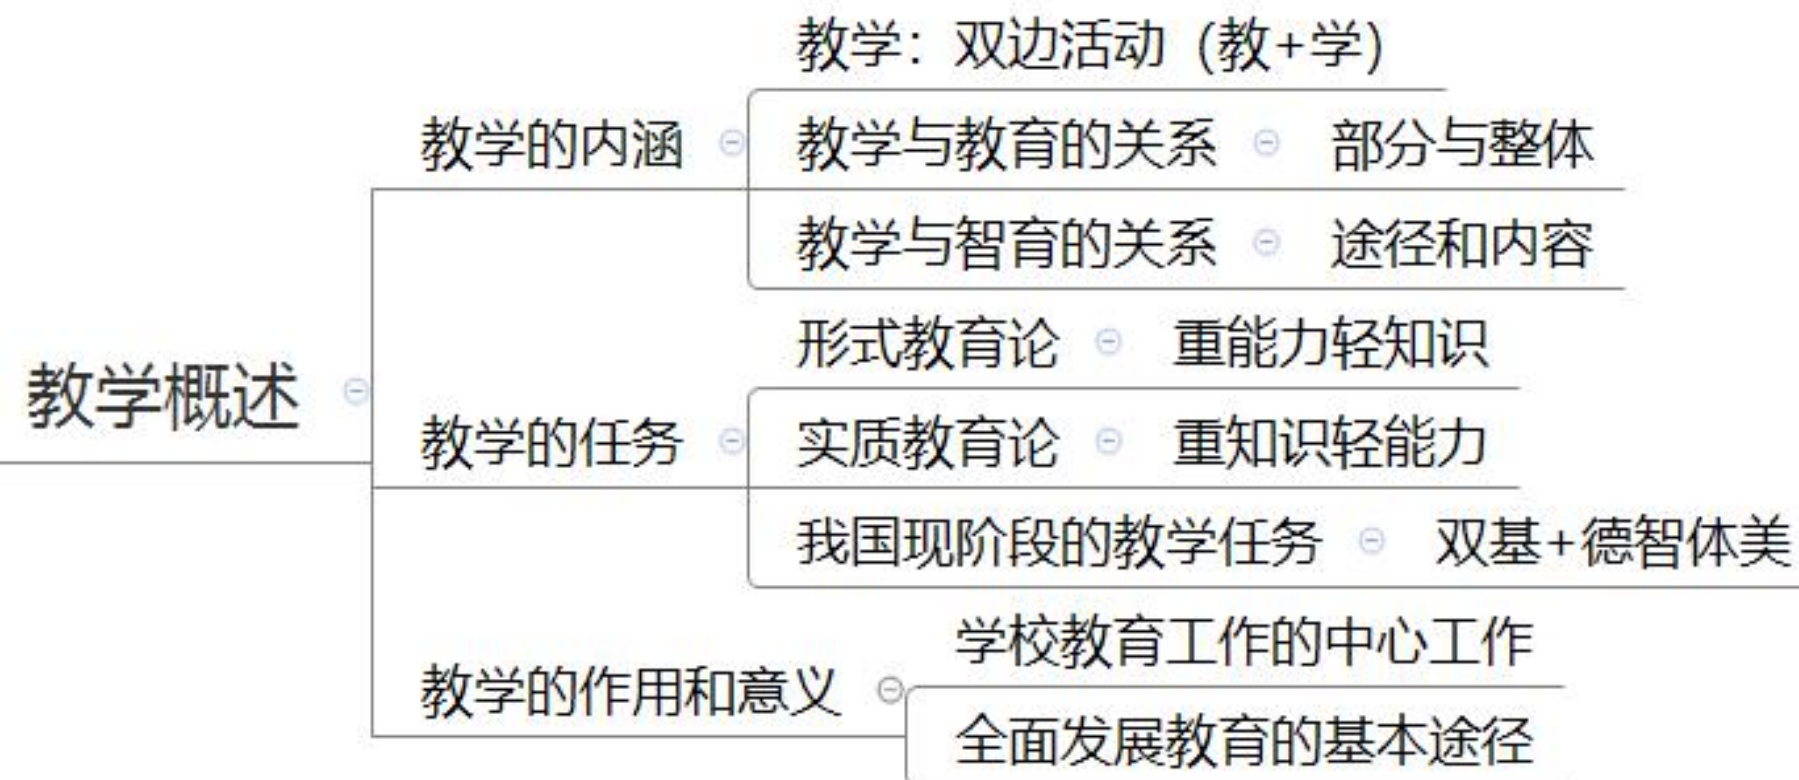 教学：双边活动（教+学）
教学的内涵
教学与教育的关系
部分与整体
教学与智育的关系
途径和内容
形式教育论
重能力轻知识
教学概述
教学的任务
实质教育论
重知识轻能力
我国现阶段的教学任务
双基+德智体美
学校教育工作的中心工作
教学的作用和意义
全面发展教育的基本途径